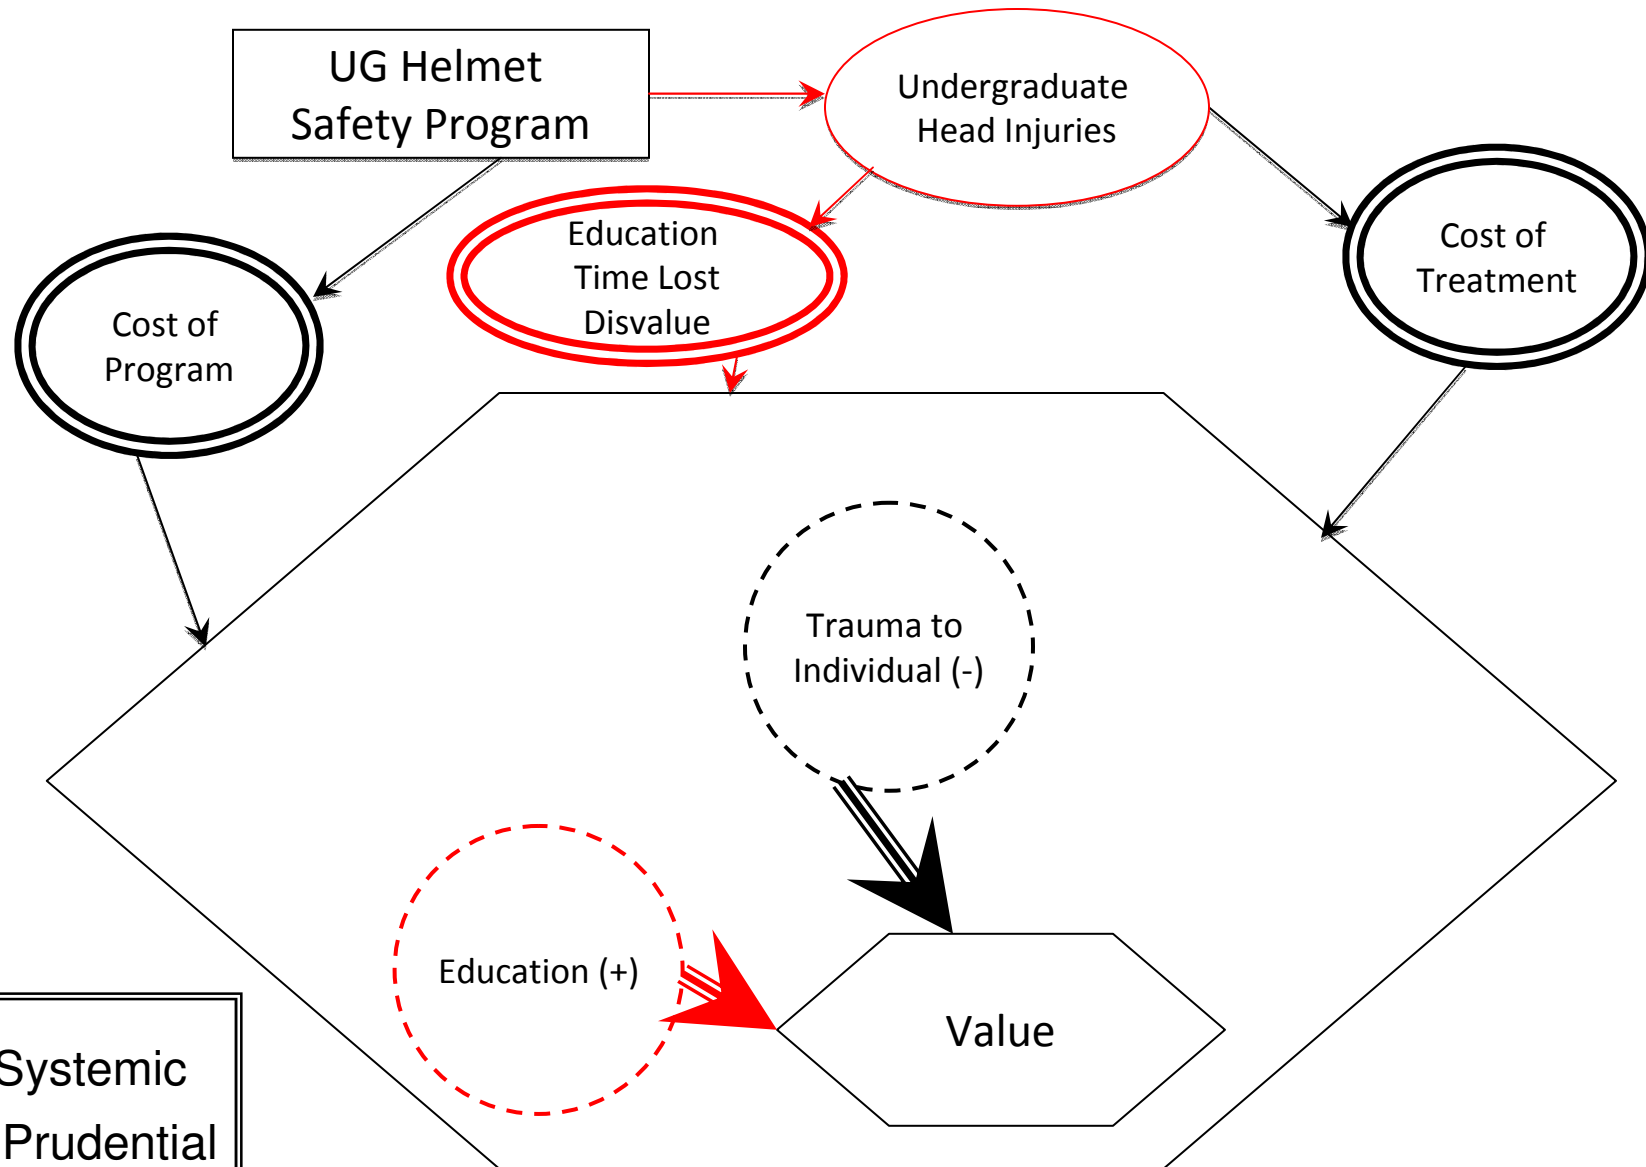 UG Helmet
Safety Program
Undergraduate
Head Injuries
Education
Time Lost
Disvalue
Cost of
Treatment
Cost of
Program
Trauma to
Individual (-)
Education (+)
Value
Systemic
Prudential